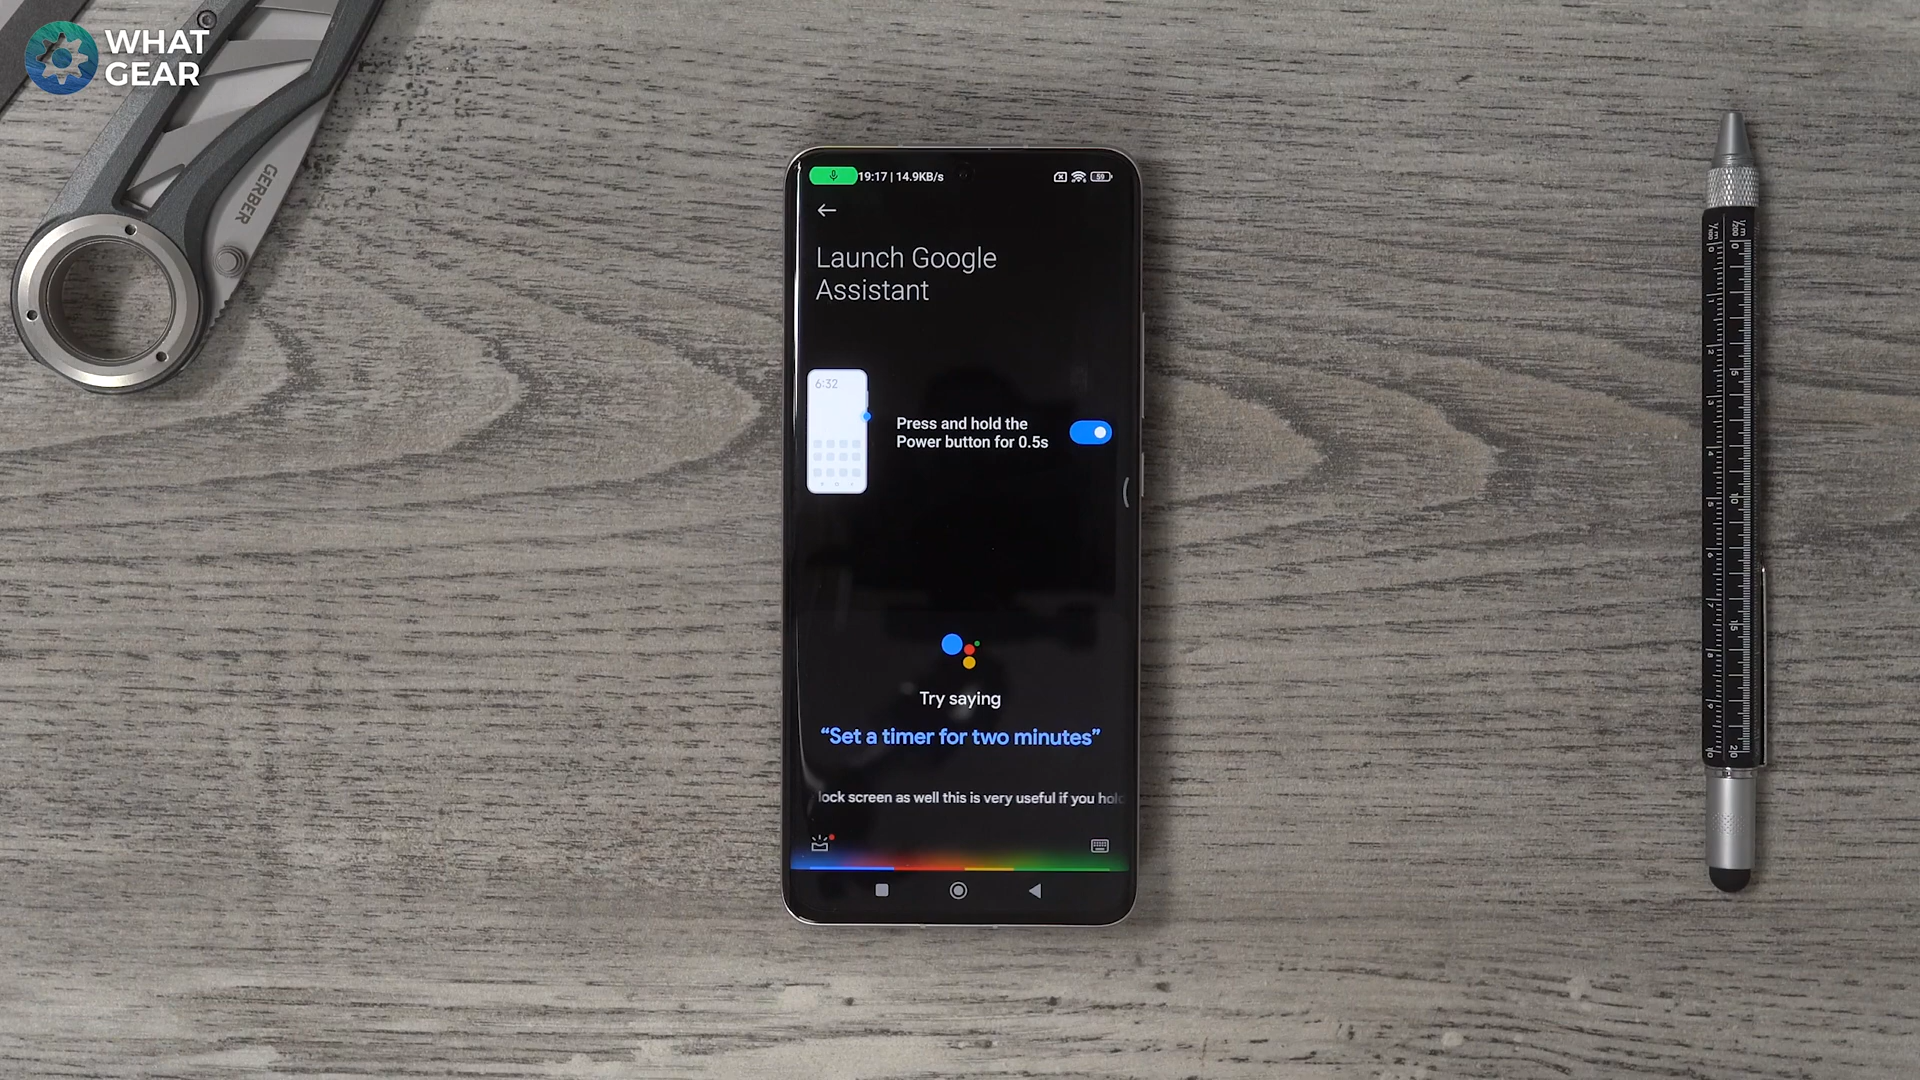 WHAT
GEAR
GERBER
19:17 | 14.9KB/s
59
Launch Google
Assistant
6:32
Press and hold the
Power button for 0.5s
Try saying
“Set a timer for two minutes”
lock screen as well this is very useful if you hol